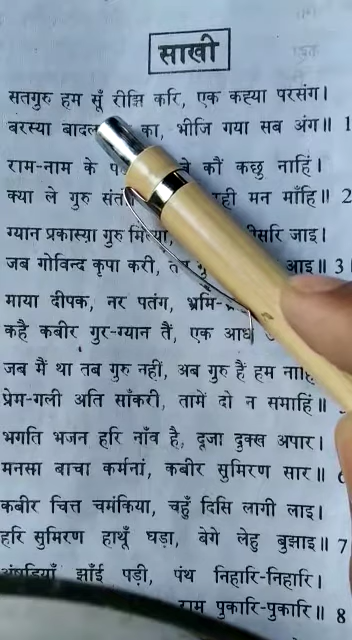 साखी
सतगुरु हम सूँ रीझि करि, एक कह्या परसंग।
बरस्या बादल का, भीजि गया सब अंग॥ 1
राम-नाम के कौं कछु नाहिं।
क्या ले गुरु मन माँहि॥ 2
ग्यान प्रकास्या गुरु जाइ।
जब गोविन्द कृपा करी, आइ॥ 3
माया दीपक, नर पतंग,
कहै कबीर गुर-ग्यान तैं, एक
जब मैं था तब गुरु नहीं, अब गुरु हैं हम
प्रेम-गली अति साँकरी, तामें दो न समाहिं॥
भगति भजन हरि नाँव है, दूजा दुक्ख अपार।
मनसा बाचा कर्मनां, कबीर सुमिरण सार॥
कबीर चित्त चमंकिया, चहुँ दिसि लागी लाइ।
हरि सुमिरण हाथूँ घड़ा, बेगे लेहु बुझाइ॥ 7
झाँई पड़ी, पंथ निहारि-निहारि।
राम पुकारि-पुकारि॥ 8